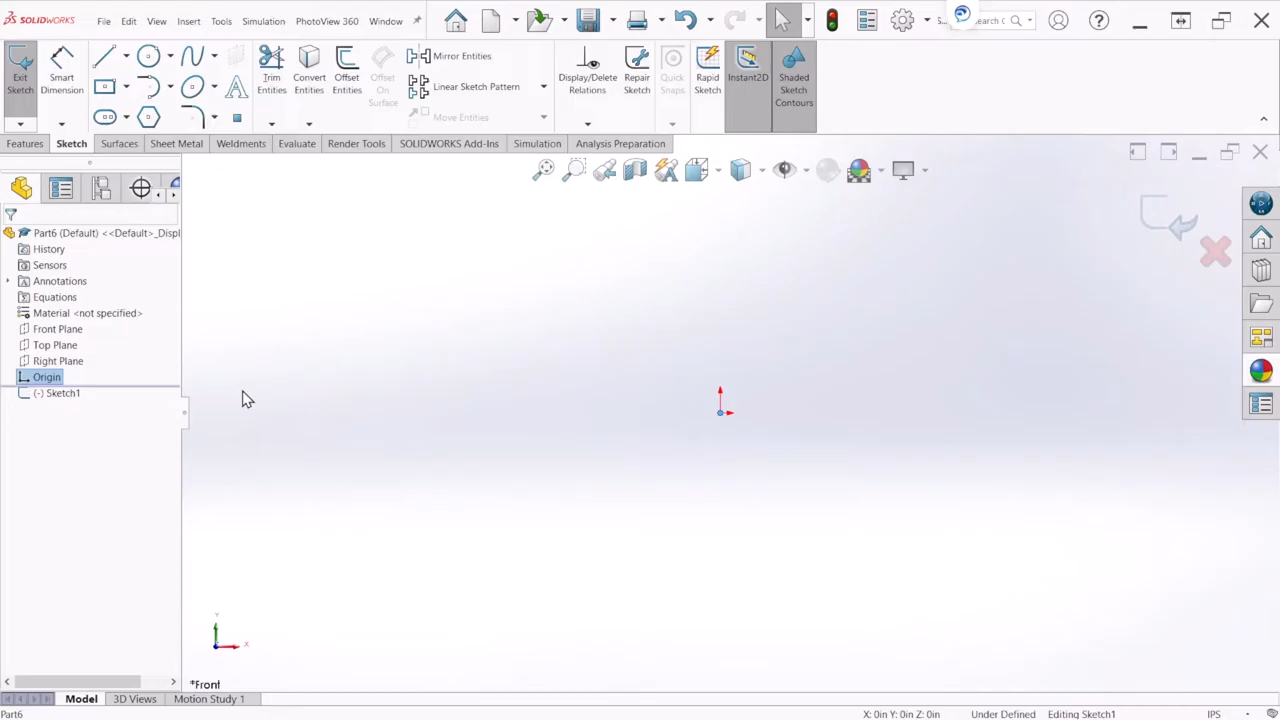 SOLIDWORKS File Edit View Insert Tools Simulation PhotoView 360 Window S... Search
Exit Sketch Smart Dimension Trim Entities Convert Entities Offset Entities Offset On Surface Mirror Entities Linear Sketch Pattern Move Entities Display/Delete Relations Repair Sketch Quick Snaps Rapid Sketch Instant2D Shaded Sketch Contours
Features Sketch Surfaces Sheet Metal Weldments Evaluate Render Tools SOLIDWORKS Add-Ins Simulation Analysis Preparation
Part6 (Default) <<Default>_Displ
History
Sensors
Annotations
Equations
Material <not specified>
Front Plane
Top Plane
Right Plane
Origin
(-) Sketch1
Y
X
*Front
Model 3D Views Motion Study 1
Part6 X: 0in Y: 0in Z: 0in Under Defined Editing Sketch1 IPS